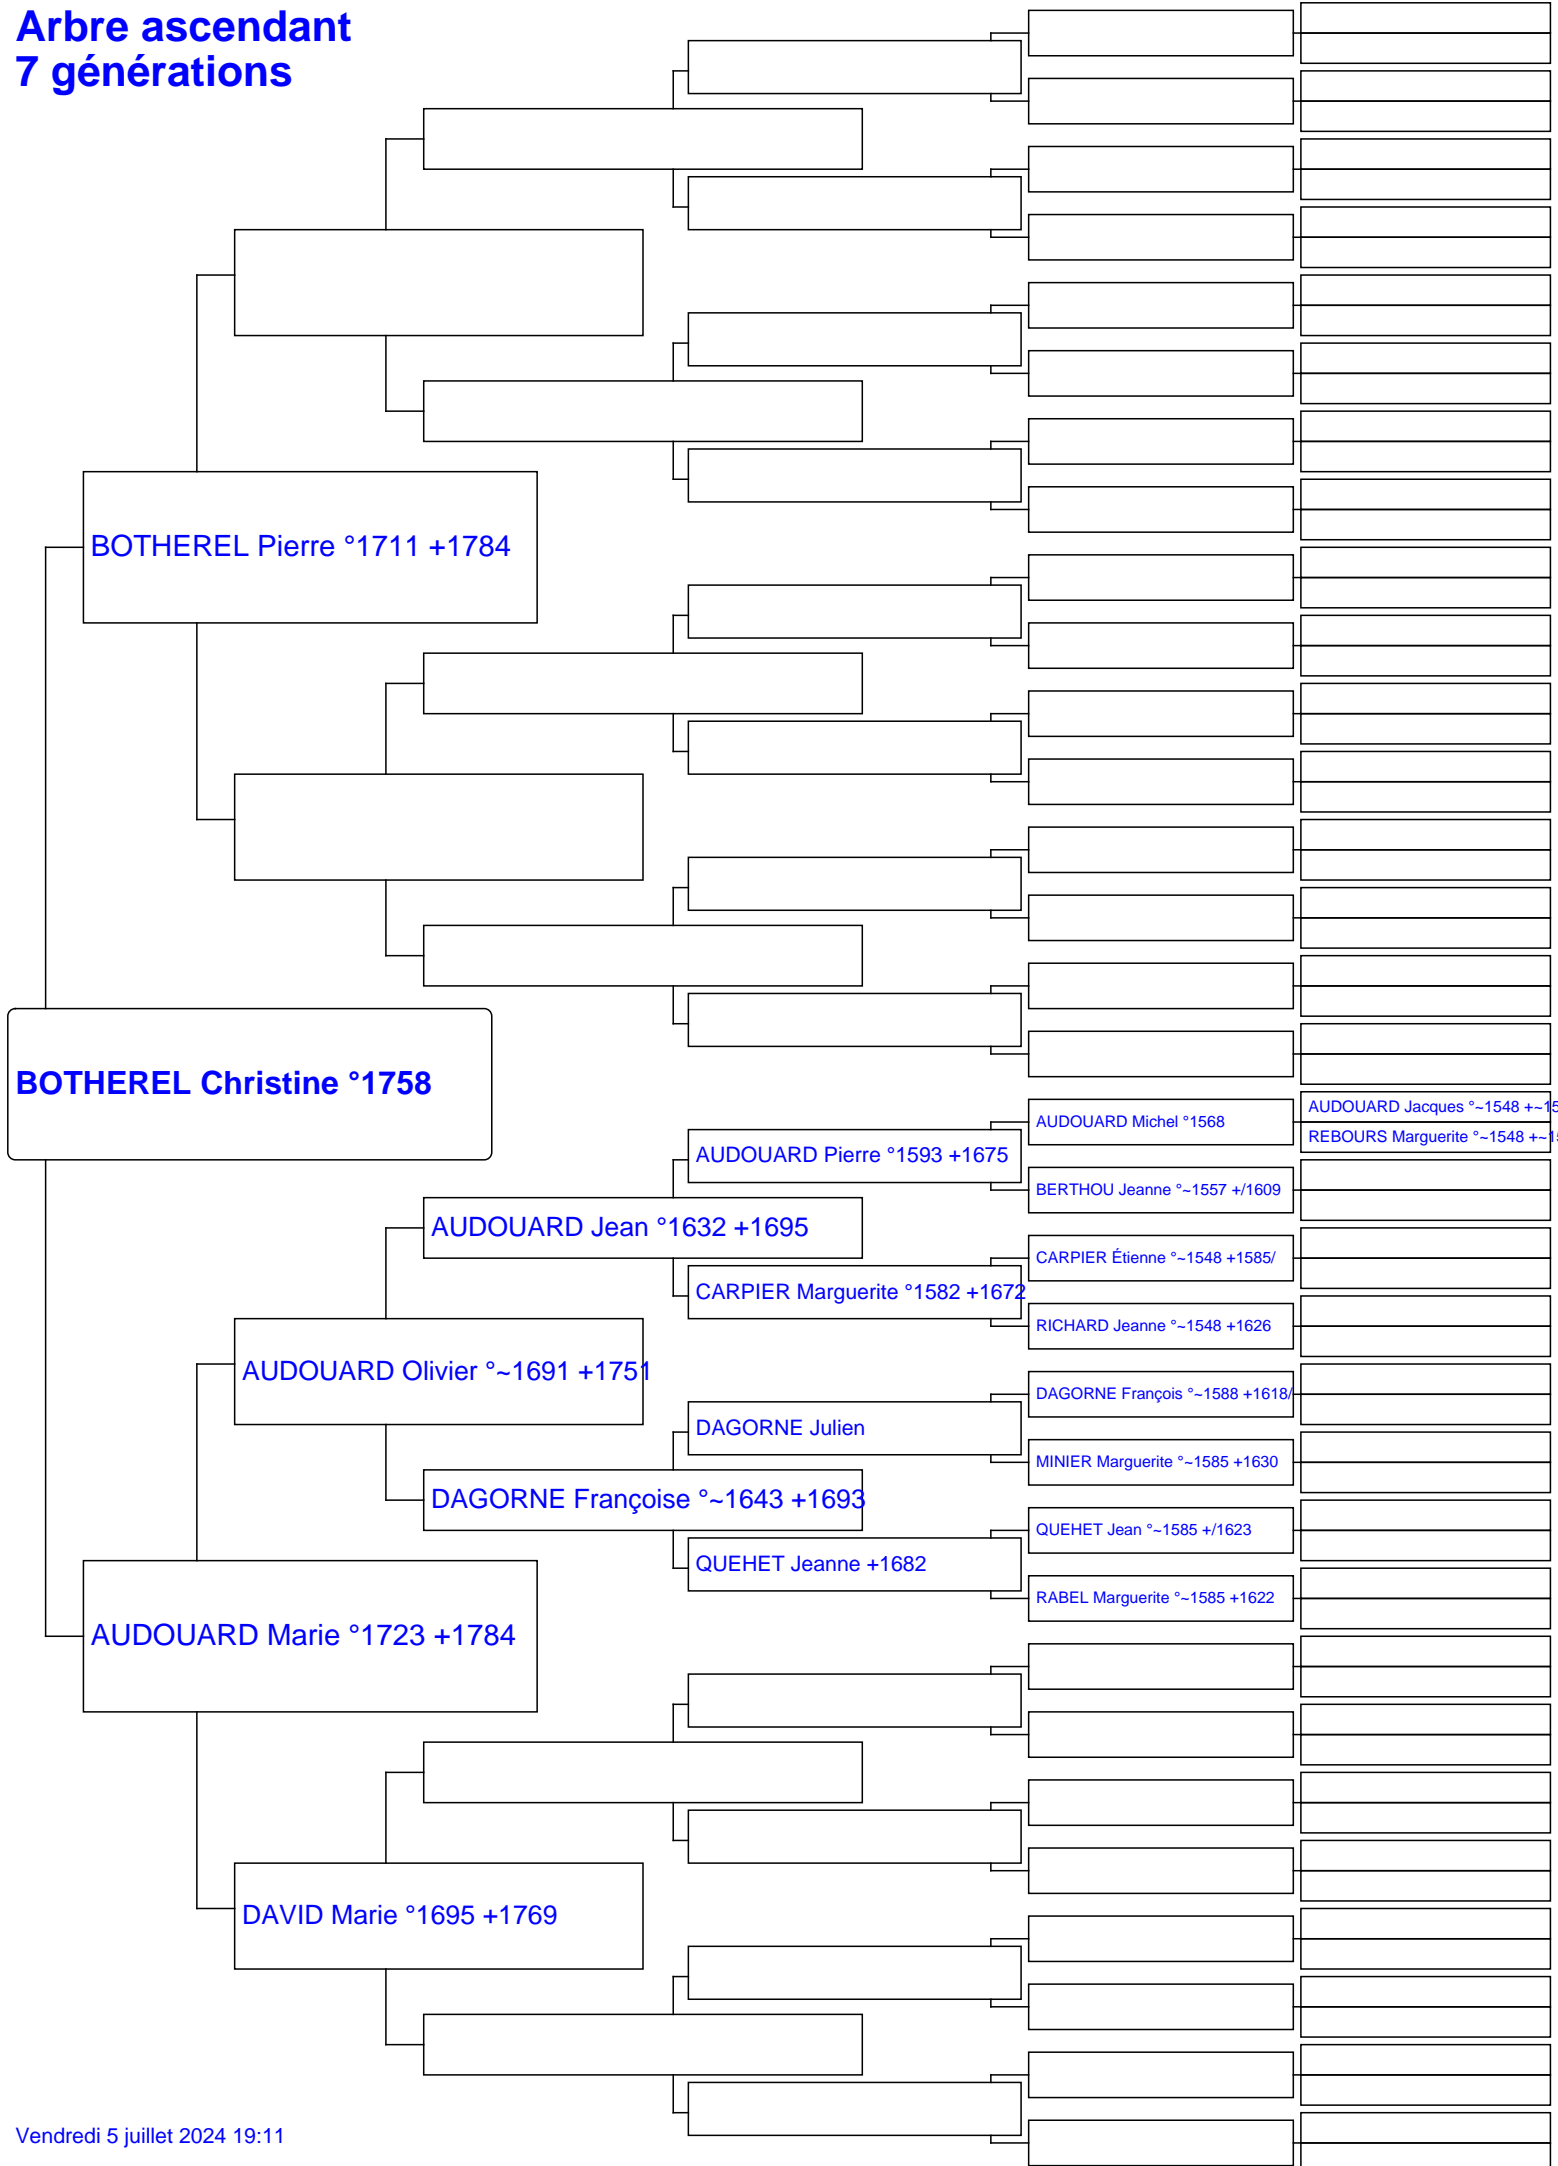 Arbre ascendant
7 générations
BOTHEREL Pierre °1711 +1784
BOTHEREL Christine °1758
AUDOUARD Michel °1568
AUDOUARD Jacques °~1548 +~15
REBOURS Marguerite °~1548 +~15
AUDOUARD Pierre °1593 +1675
BERTHOU Jeanne °~1557 +/1609
AUDOUARD Jean °1632 +1695
CARPIER Étienne °~1548 +1585/
CARPIER Marguerite °1582 +1672
RICHARD Jeanne °~1548 +1626
AUDOUARD Olivier °~1691 +1751
DAGORNE François °~1588 +1618/
DAGORNE Julien
MINIER Marguerite °~1585 +1630
DAGORNE Françoise °~1643 +1693
QUEHET Jean °~1585 +/1623
QUEHET Jeanne +1682
RABEL Marguerite °~1585 +1622
AUDOUARD Marie °1723 +1784
DAVID Marie °1695 +1769
Vendredi 5 juillet 2024 19:11